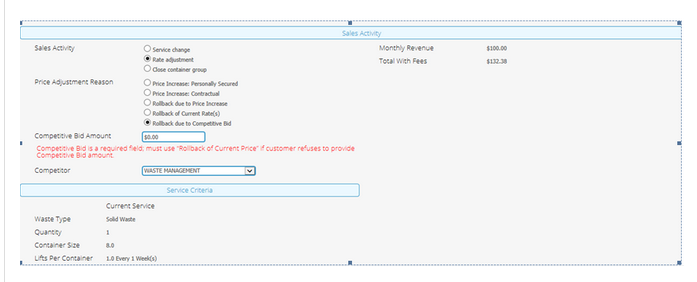 Sales Activity
Sales Activity
Service change
Monthly Revenue
$100.00
Rate adjustment
Total With Fees
$132.38
Close container group
Price Adjustment Reason
Price Increase: Personally Secured
Price Increase: Contractual
Rollback due to Price Increase
Rollback of Current Rate(s)
Rollback due to Competitive Bid
Competitive Bid Amount
$0.00
Competitive Bid is a required field; must use "Rollback of Current Price" if customer refuses to provide
Competitive Bid amount.
Competitor
WASTE MANAGEMENT
Service Criteria
Current Service
Waste Type
Solid Waste
Quantity
1
Container Size
8.0
Lifts Per Container
1.0 Every 1 Week(s)